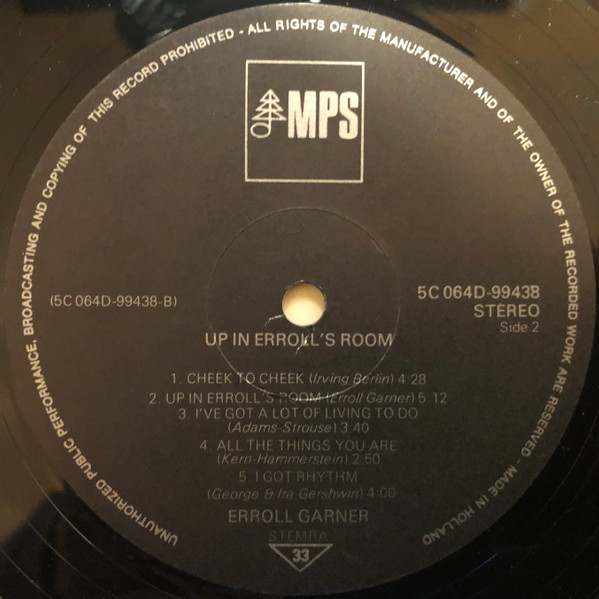 UNAUTHORIZED PUBLIC PERFORMANCE, BROADCASTING AND COPYING OF THIS RECORD PROHIBITED - ALL RIGHTS OF THE MANUFACTURER AND OF THE OWNER OF THE RECORDED WORK ARE RESERVED - MADE IN HOLLAND
MPS
(5C 064D-99438-B)
5C 064D-99438
STEREO
Side 2
UP IN ERROLL'S ROOM
1. CHEEK TO CHEEK (Irving Berlin) 4:28
2. UP IN ERROLL'S ROOM (Erroll Garner) 5:12
3. I'VE GOT A LOT OF LIVING TO DO
(Adams-Strouse) 3:40
4. ALL THE THINGS YOU ARE
(Kern-Hammerstein) 2:50
5. I GOT RHYTHM
(George & Ira Gershwin) 4:00
ERROLL GARNER
STEMRA
33